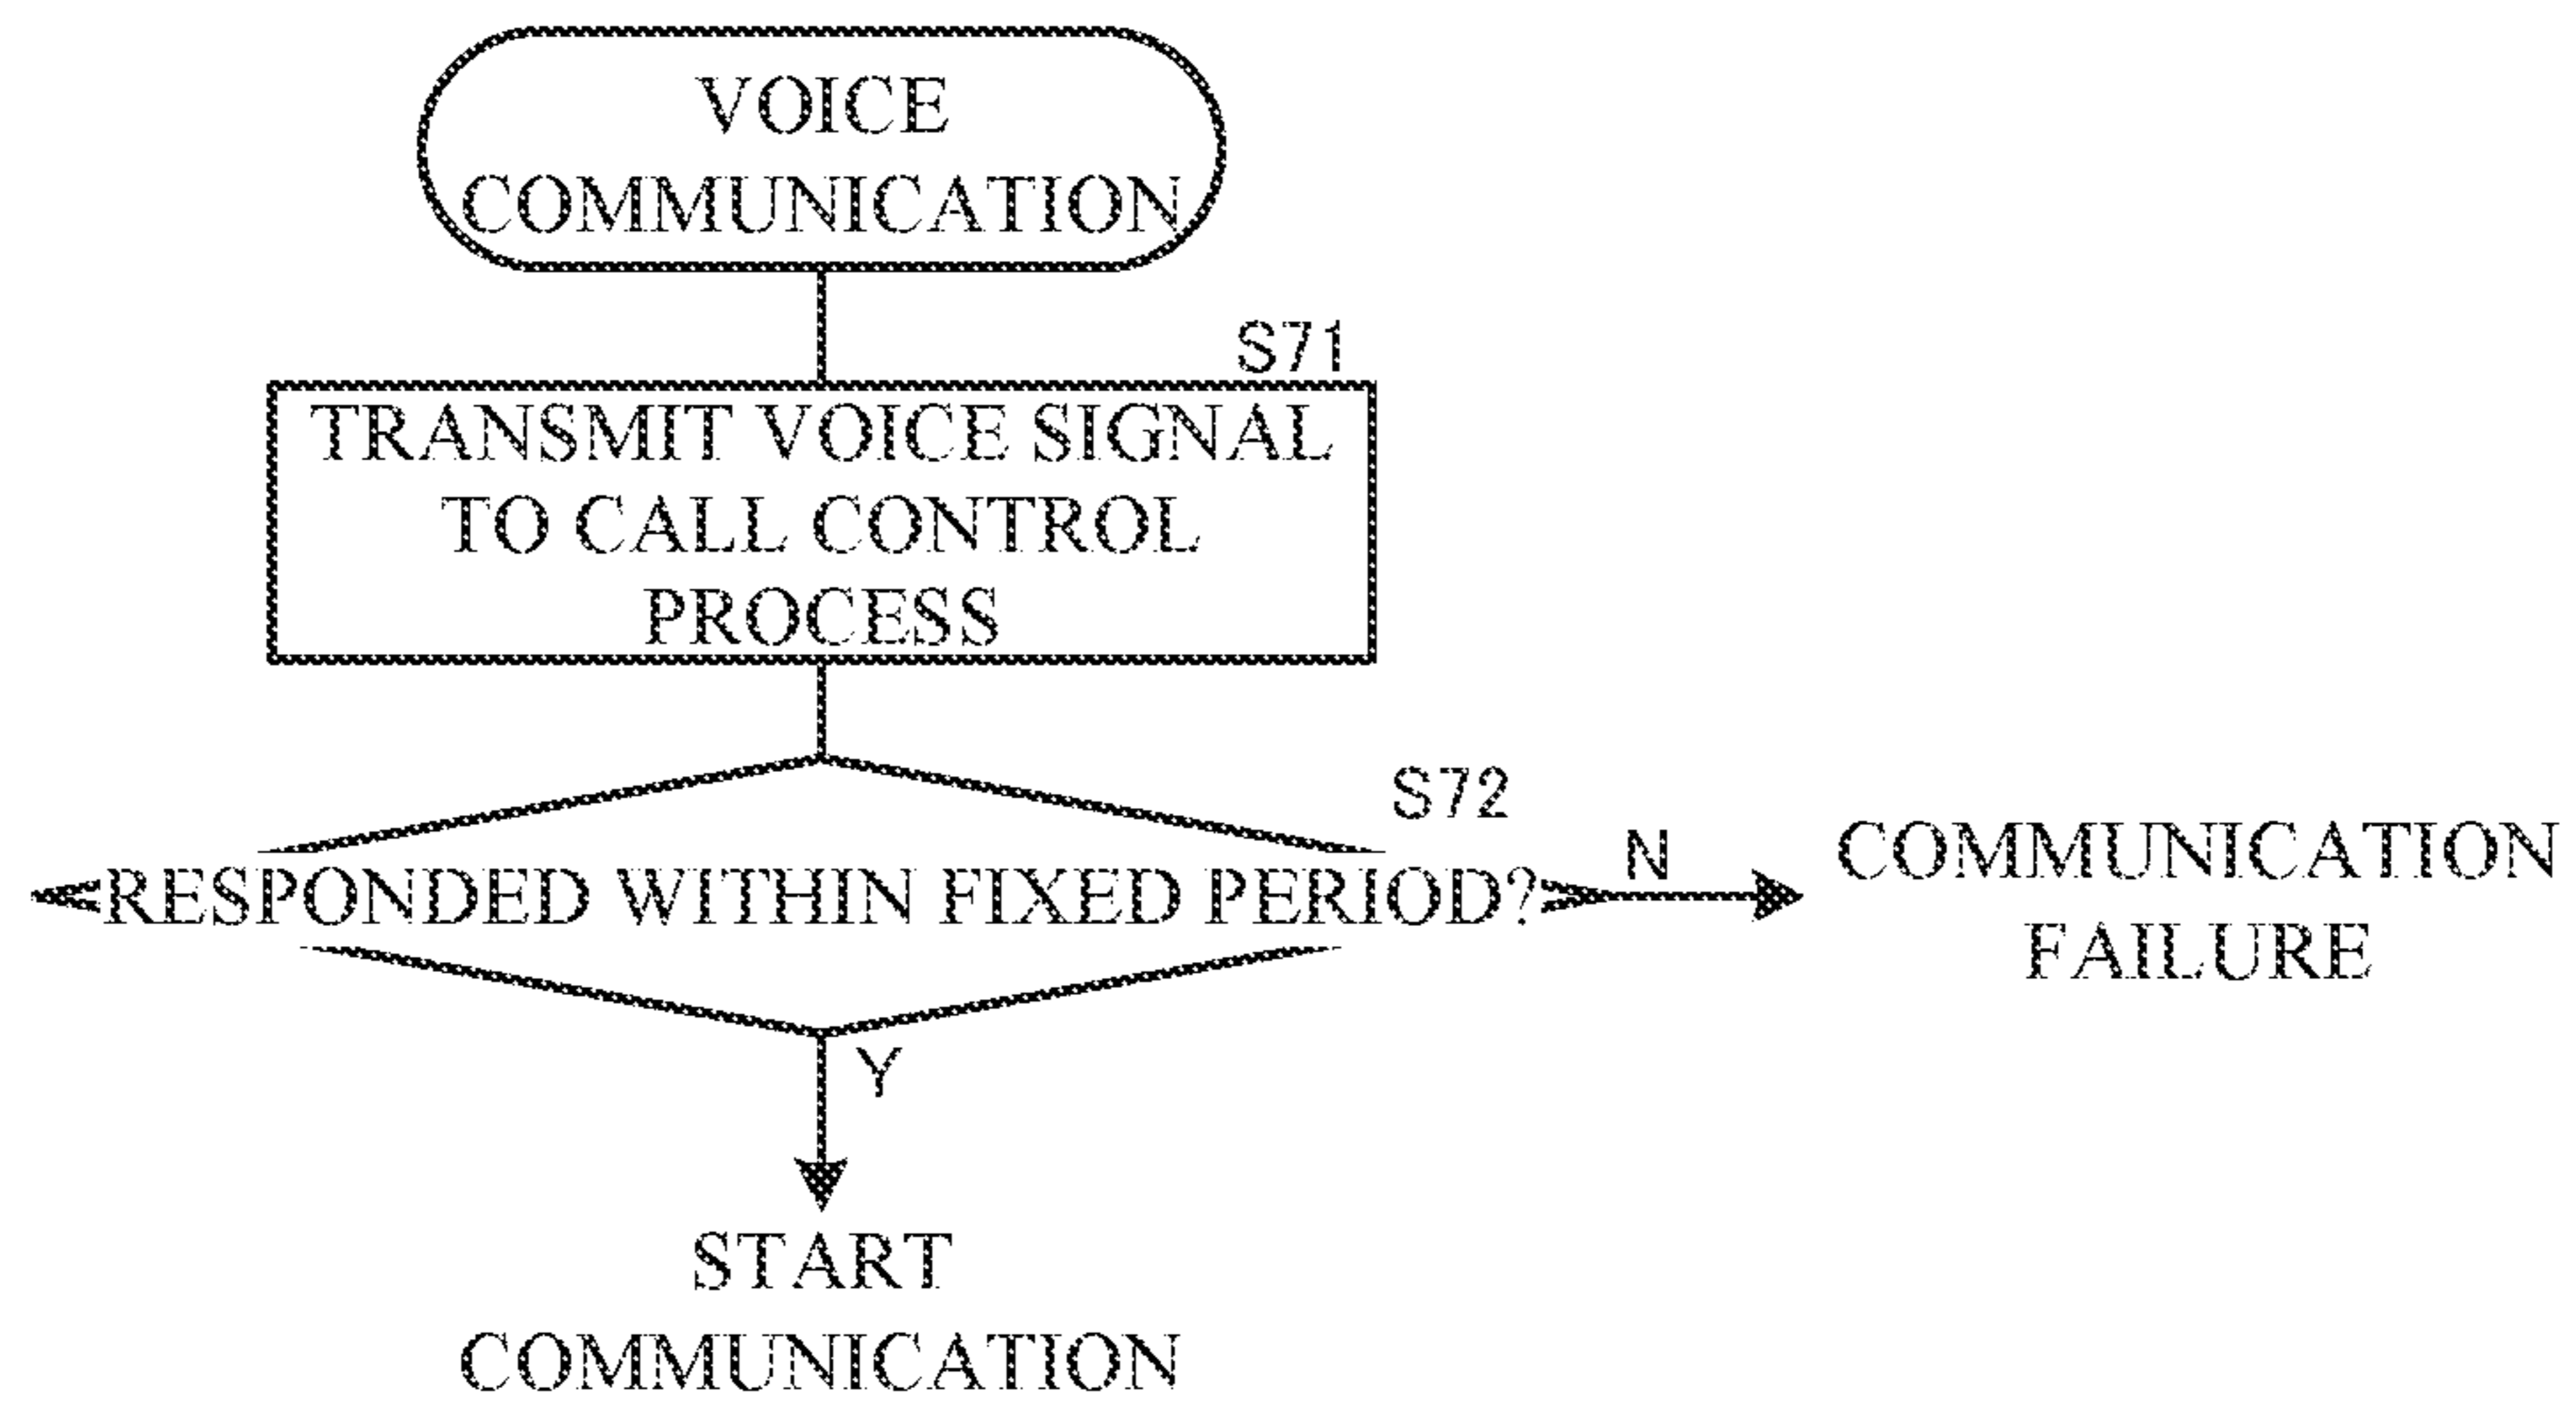 VOICE
COMMUNICATION
S71
TRANSMIT VOICE SIGNAL
TO CALL CONTROL
PROCESS
S72
RESPONDED WITHIN FIXED PERIOD?
N
COMMUNICATION
FAILURE
Y
START
COMMUNICATION